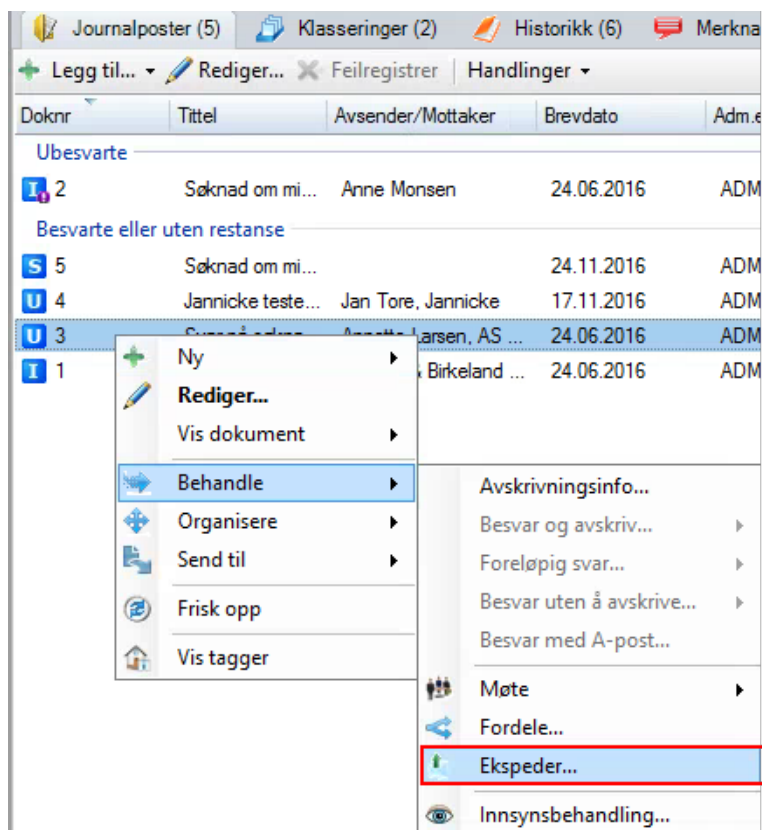 Journalposter (5) Klasseringer (2) Historikk (6) Merkna
Legg til... Rediger... Feilregistrer Handlinger
Doknr Tittel Avsender/Mottaker Brevdato Adm.e
Ubesvarte
I 2 Søknad om mi... Anne Monsen 24.06.2016 ADM
Besvarte eller uten restanse
S 5 Søknad om mi... 24.11.2016 ADM
U 4 Jannicke teste... Jan Tore, Jannicke 17.11.2016 ADM
U 3 Larsen, AS ... 24.06.2016 ADM
I 1 Birkeland ... 24.06.2016 ADM
Ny
Rediger...
Vis dokument
Behandle
Organisere
Send til
Frisk opp
Vis tagger
Avskrivningsinfo...
Besvar og avskriv...
Foreløpig svar...
Besvar uten å avskrive...
Besvar med A-post...
Møte
Fordele...
Ekspeder...
Innsynsbehandling...